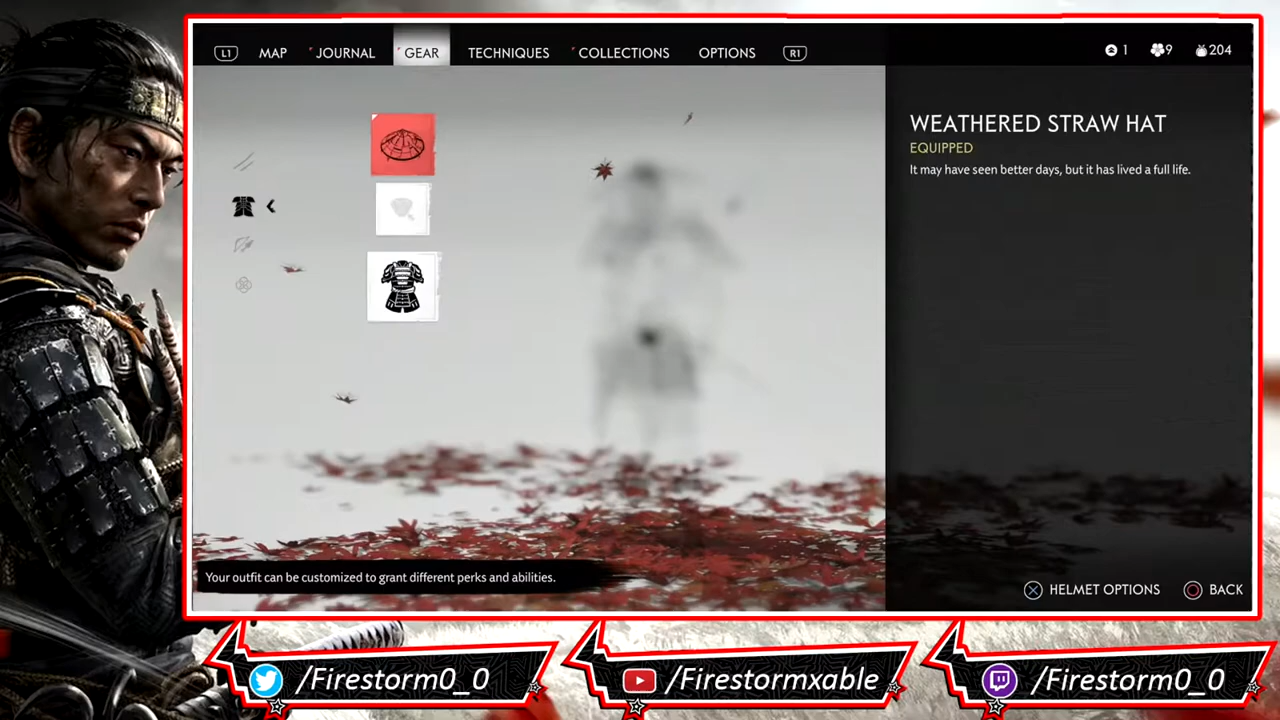 L1 MAP JOURNAL GEAR TECHNIQUES COLLECTIONS OPTIONS R1 1 9 204
WEATHERED STRAW HAT
EQUIPPED
It may have seen better days, but it has lived a full life.
Your outfit can be customized to grant different perks and abilities.
HELMET OPTIONS BACK
/Firestorm0_0 /Firestormxable /Firestorm0_0